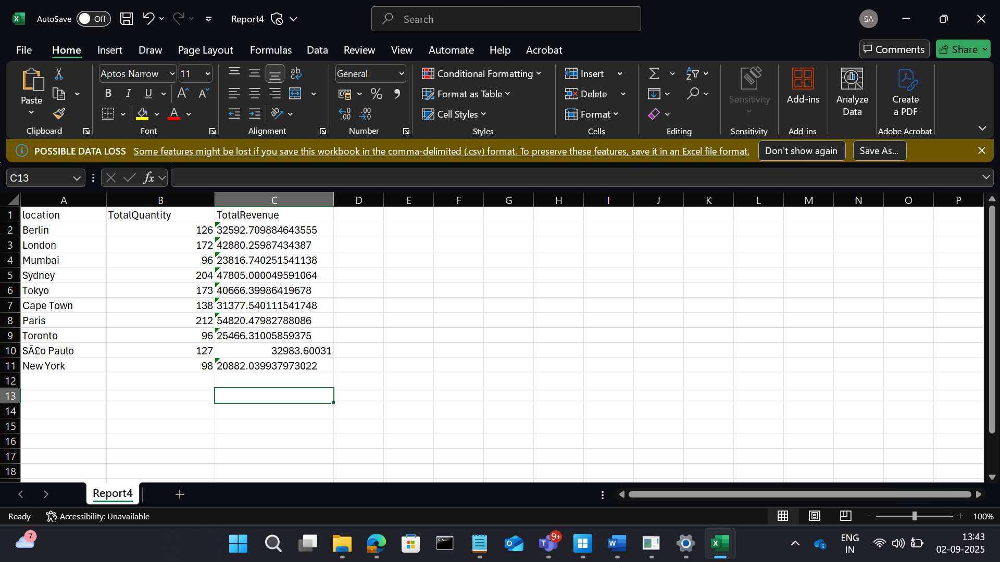 AutoSave Off Report4 Search SA
File Home Insert Draw Page Layout Formulas Data Review View Automate Help Acrobat Comments Share
Paste Aptos Narrow 11 General Conditional Formatting Format as Table Cell Styles Insert Delete Format Sensitivity Add-ins Analyze Data Create a PDF
Clipboard Font Alignment Number Styles Cells Editing Sensitivity Add-ins Adobe Acrobat
POSSIBLE DATA LOSS Some features might be lost if you save this workbook in the comma-delimited (.csv) format. To preserve these features, save it in an Excel file format. Don't show again Save As...
C13 fx
A B C D E F G H I J K L M N O P
1 location TotalQuantity TotalRevenue
2 Berlin 126 32592.709884643555
3 London 172 42880.25987434387
4 Mumbai 96 23816.740251541138
5 Sydney 204 47805.000049591064
6 Tokyo 173 40666.39986419678
7 Cape Town 138 31377.540111541748
8 Paris 212 54820.47982788086
9 Toronto 96 25466.31005859375
10 SÃ£o Paulo 127 32983.60031
11 New York 98 20882.039937973022
12
13
14
15
16
17
18
Report4
Ready Accessibility: Unavailable 100%
7 9+ ENG 13:43
IN 02-09-2025